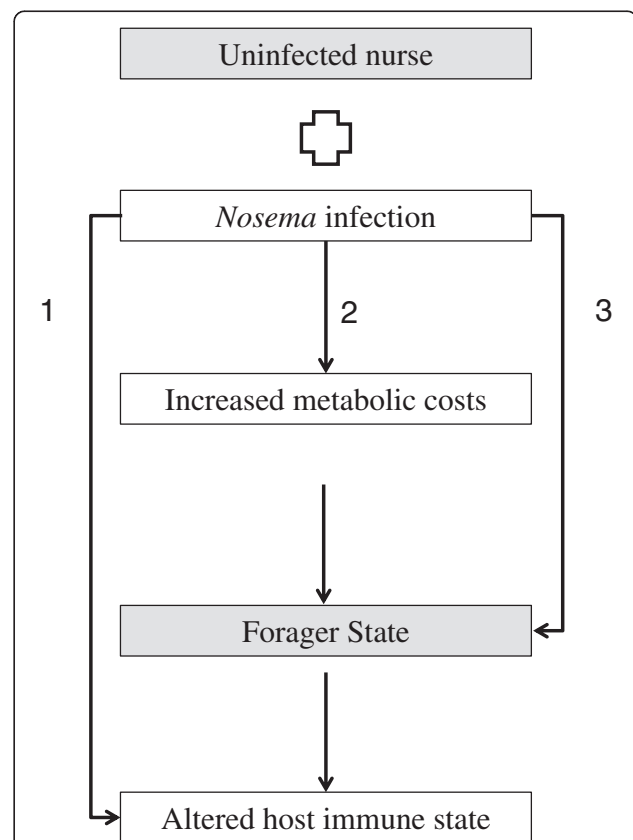 Uninfected nurse
Nosema infection
1
2
3
Increased metabolic costs
Forager State
Altered host immune state